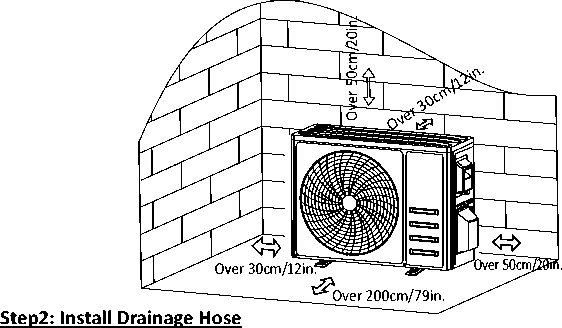 Over 50cm/20in.
Over 30cm/12in.
Over 30cm/12in.
Over 50cm/20in.
Over 200cm/79in.
Step2: Install Drainage Hose